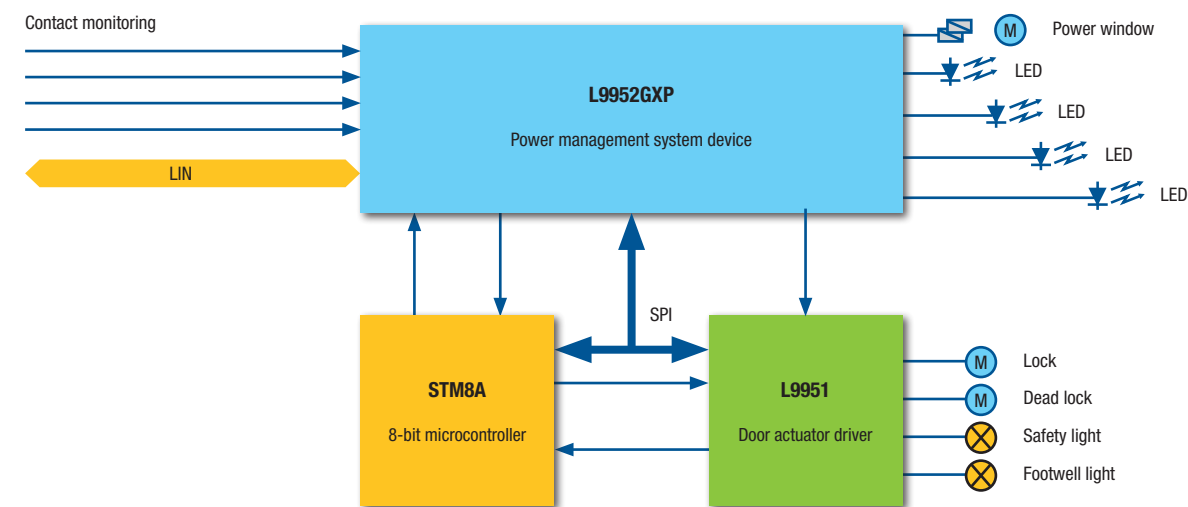 Contact monitoring
M
Power window
LED
L9952GXP
LED
Power management system device
LED
LIN
LED
SPI
M
Lock
STM8A
L9951
M
Dead lock
8-bit microcontroller
Door actuator driver
Safety light
Footwell light